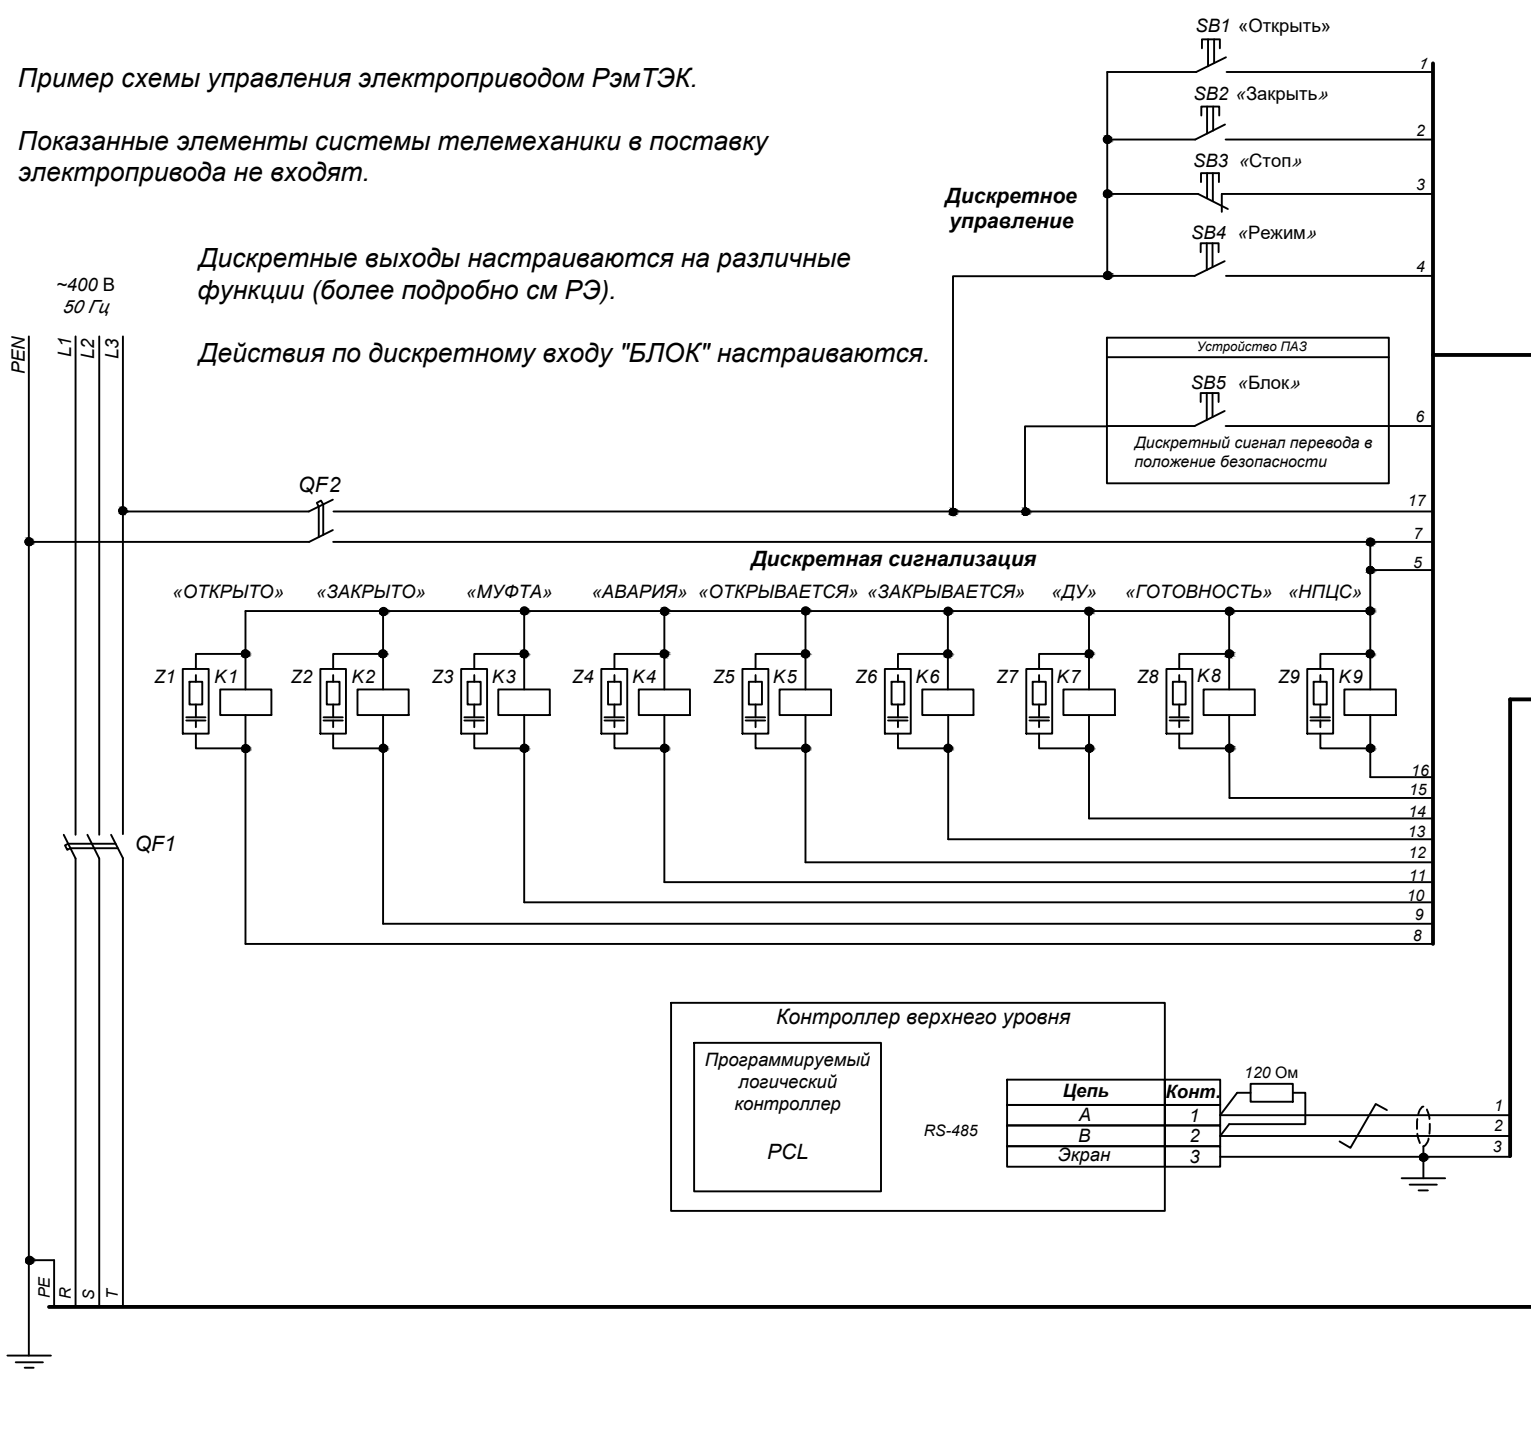 SB1 «Открыть»
1
Пример схемы управления электроприводом РэмТЭК.
SB2 «Закрыть»
2
Показанные элементы системы телемеханики в поставку
электропривода не входят.
SB3 «Стоп»
3
Дискретное
управление
SB4 «Режим»
4
Дискретные выходы настраиваются на различные
функции (более подробно см РЭ).
~400 В
50 Гц
PEN
L1
L2
L3
Действия по дискретному входу "БЛОК" настраиваются.
Устройство ПАЗ
SB5 «Блок»
6
Дискретный сигнал перевода в
положение безопасности
QF2
17
7
Дискретная сигнализация
5
«ОТКРЫТО» «ЗАКРЫТО» «МУФТА» «АВАРИЯ» «ОТКРЫВАЕТСЯ» «ЗАКРЫВАЕТСЯ» «ДУ» «ГОТОВНОСТЬ» «НПЦС»
Z1 K1 Z2 K2 Z3 K3 Z4 K4 Z5 K5 Z6 K6 Z7 K7 Z8 K8 Z9 K9
16
15
14
13
QF1
12
11
10
9
8
Контроллер верхнего уровня
Программируемый
логический
контроллер
PCL
RS-485
Цепь Конт.
A 1
B 2
Экран 3
120 Ом
1
2
3
PE
R
S
T